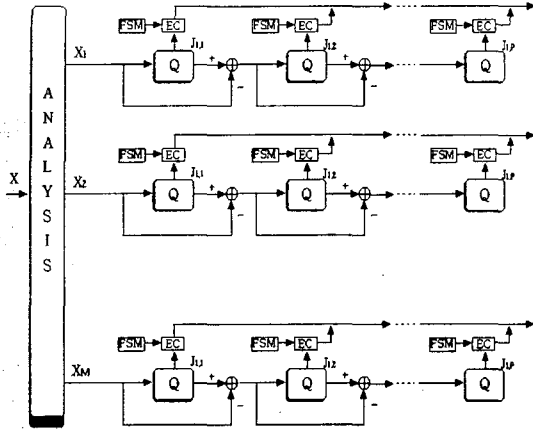 FSM EC FSM EC FSM EC
X1 Q J1,1 + − Q J1,2 + − Q J1,P
FSM EC FSM EC FSM EC
X ANALYSIS
X2 Q J1,1 + − Q J1,2 + − Q J1,P
FSM EC FSM EC FSM EC
XM Q J1,1 + − Q J1,2 + − Q J1,P